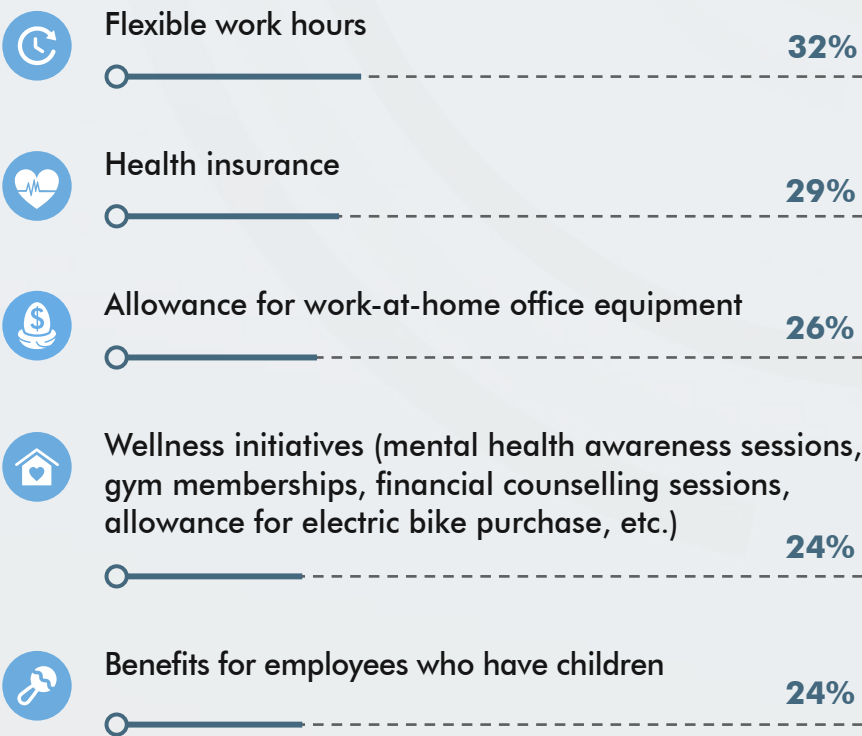 Flexible work hours
32%
Health insurance
29%
Allowance for work-at-home office equipment
26%
Wellness initiatives (mental health awareness sessions,
gym memberships, financial counselling sessions,
allowance for electric bike purchase, etc.)
24%
Benefits for employees who have children
24%